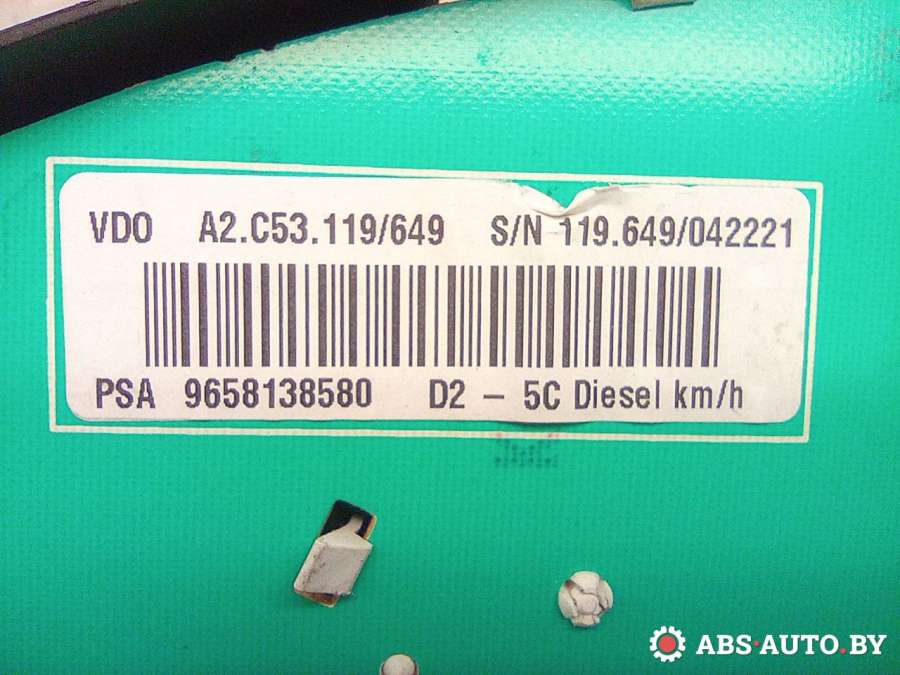 VDO A2.C53.119/649 S/N 119.649/042221
PSA 9658138580 D2 - 5C Diesel km/h
ABS·AUTO.BY